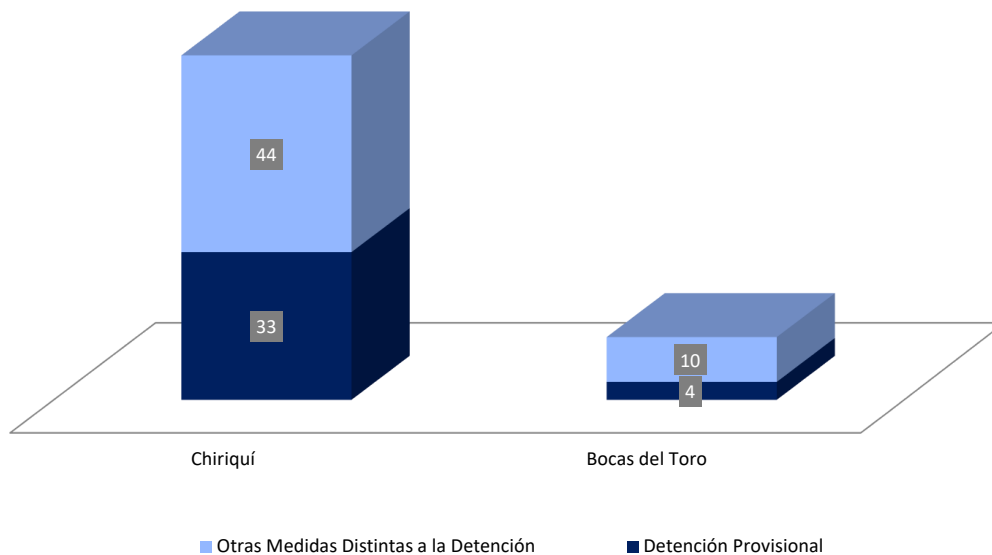 44
33
10
4
Chiriquí
Bocas del Toro
Otras Medidas Distintas a la Detención
Detención Provisional